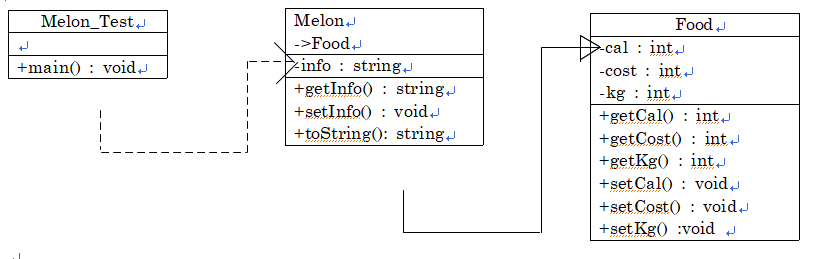 Melon_Test
+main() : void
Melon
->Food
-info : string
+getInfo() : string
+setInfo() : void
+toString(): string
Food
-cal : int
-cost : int
-kg : int
+getCal() : int
+getCost() : int
+getKg() : int
+setCal() : void
+setCost() : void
+setKg() :void